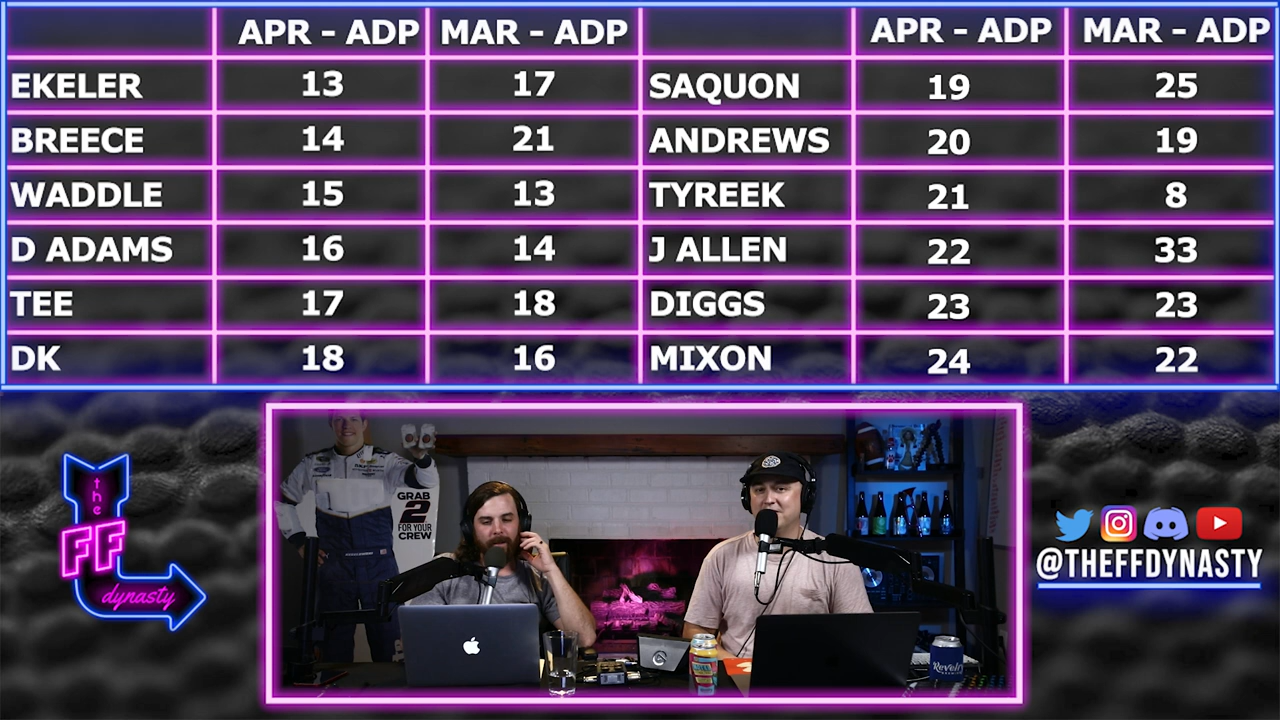 APR - ADP MAR - ADP APR - ADP MAR - ADP
EKELER 13 17 SAQUON 19 25
BREECE 14 21 ANDREWS 20 19
WADDLE 15 13 TYREEK 21 8
D ADAMS 16 14 J ALLEN 22 33
TEE 17 18 DIGGS 23 23
DK 18 16 MIXON 24 22
the
FF
dynasty
GRAB
2
FOR YOUR
CREW
@THEFFDYNASTY
Revelry